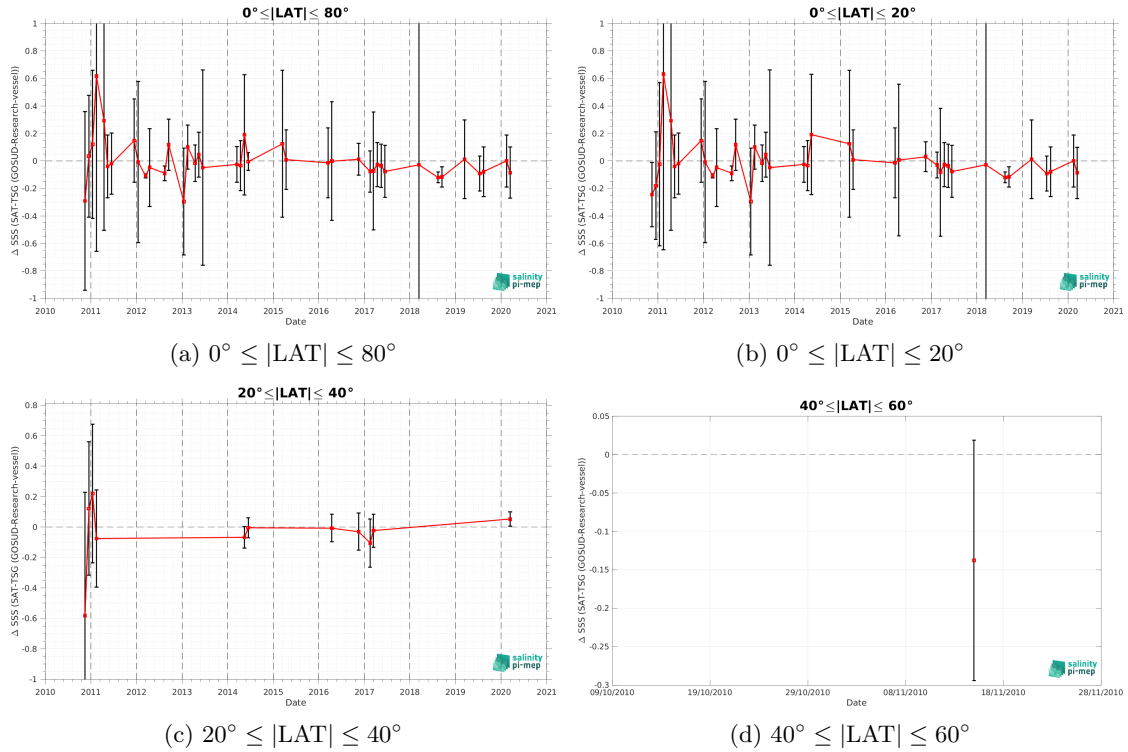 0°≤|LAT|≤ 80°
1
0.8
0.6
0.4
0.2
0
-0.2
-0.4
-0.6
-0.8
-1
Δ SSS (SAT-TSG (GOSUD-Research-vessel))
2010 2011 2012 2013 2014 2015 2016 2017 2018 2019 2020 2021
Date
salinity
pi-mep
(a) 0° ≤ |LAT| ≤ 80°
0°≤|LAT|≤ 20°
1
0.8
0.6
0.4
0.2
0
-0.2
-0.4
-0.6
-0.8
-1
Δ SSS (SAT-TSG (GOSUD-Research-vessel))
2010 2011 2012 2013 2014 2015 2016 2017 2018 2019 2020 2021
Date
salinity
pi-mep
(b) 0° ≤ |LAT| ≤ 20°
20°≤|LAT|≤ 40°
0.8
0.6
0.4
0.2
0
-0.2
-0.4
-0.6
-0.8
-1
Δ SSS (SAT-TSG (GOSUD-Research-vessel))
2010 2011 2012 2013 2014 2015 2016 2017 2018 2019 2020 2021
Date
salinity
pi-mep
(c) 20° ≤ |LAT| ≤ 40°
40°≤|LAT|≤ 60°
0.05
0
-0.05
-0.1
-0.15
-0.2
-0.25
-0.3
Δ SSS (SAT-TSG (GOSUD-Research-vessel))
09/10/2010 19/10/2010 29/10/2010 08/11/2010 18/11/2010 28/11/2010
Date
salinity
pi-mep
(d) 40° ≤ |LAT| ≤ 60°